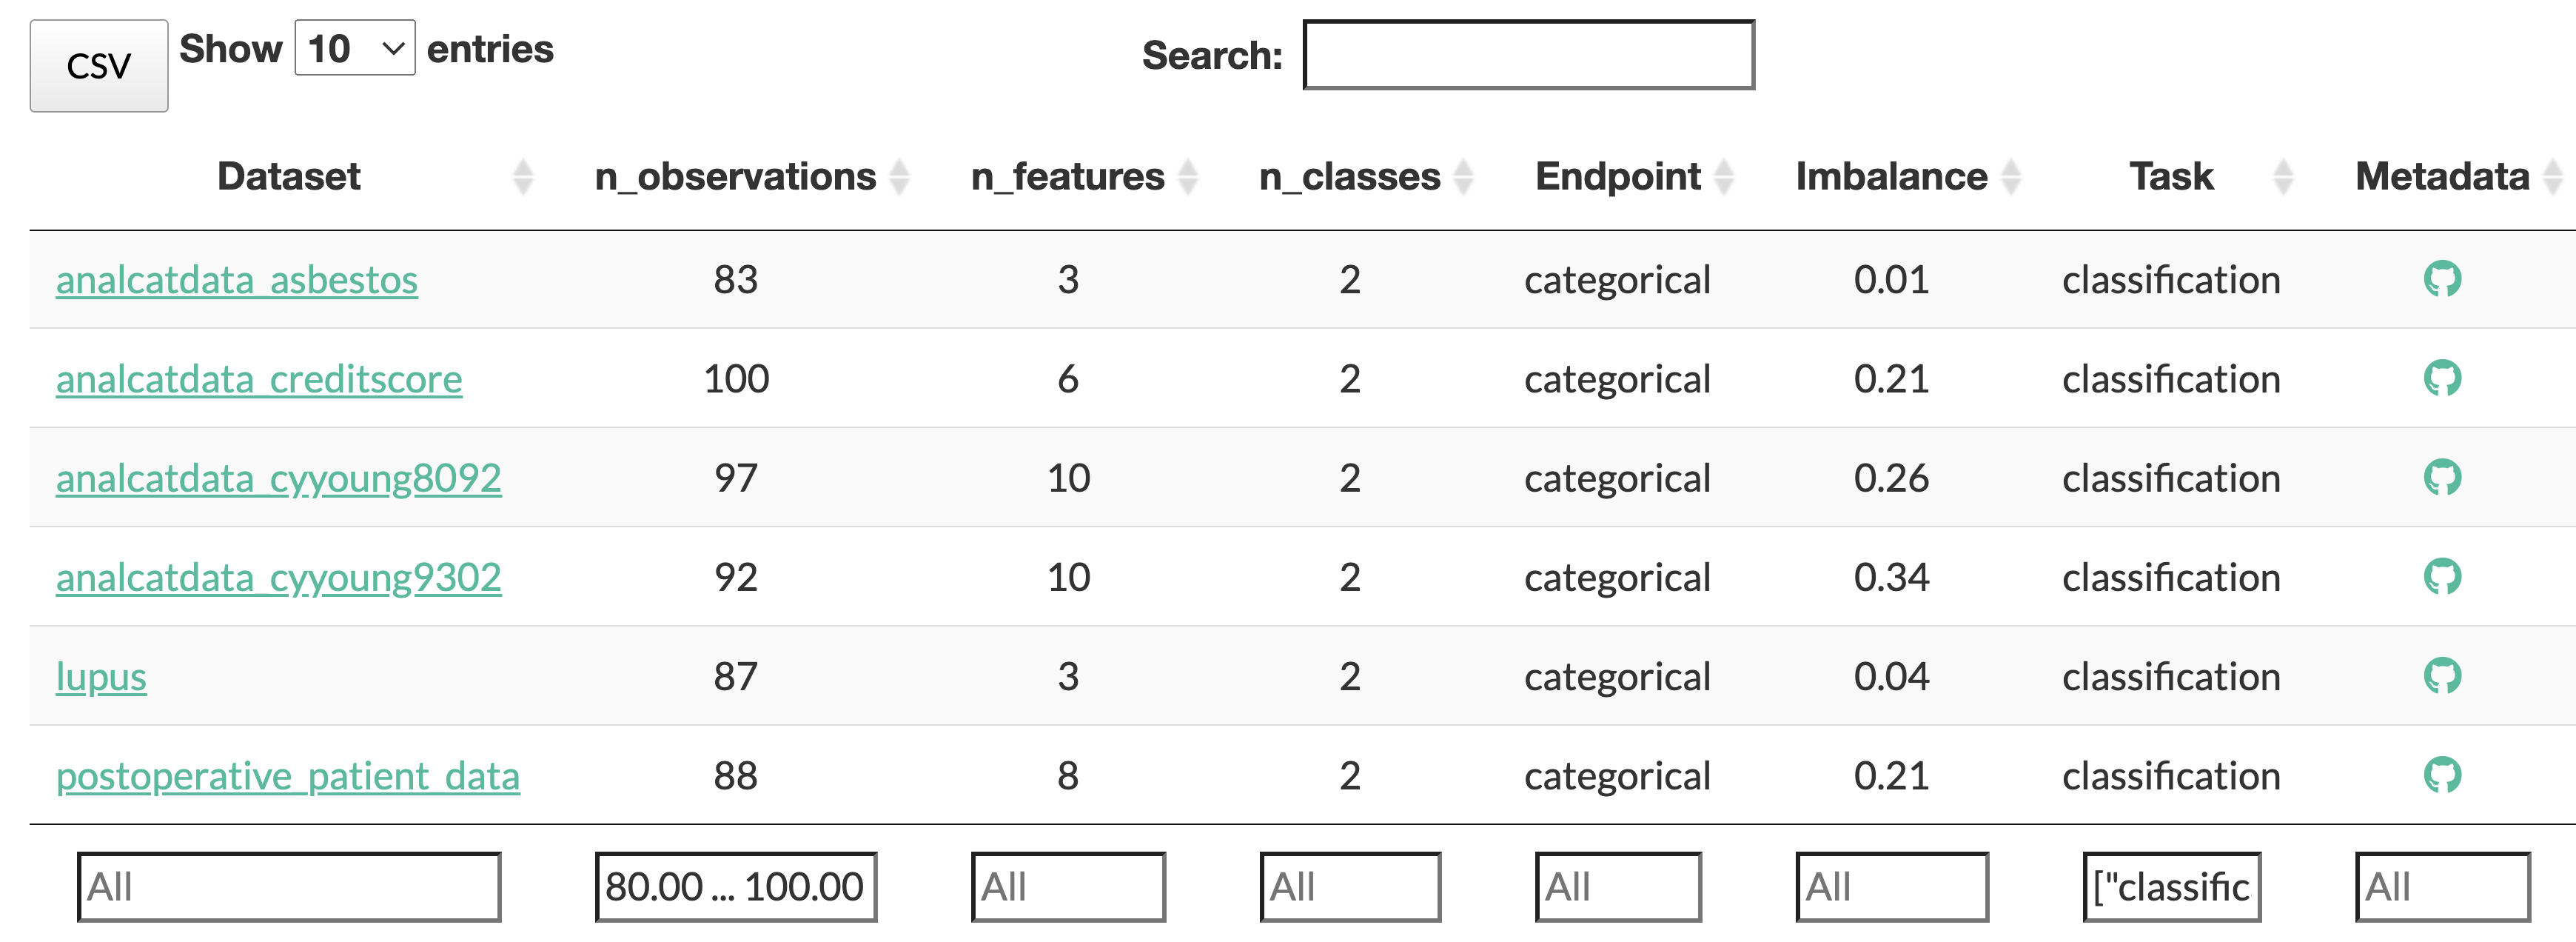 CSV Show 10 entries Search:
Dataset n_observations n_features n_classes Endpoint Imbalance Task Metadata
analcatdata_asbestos 83 3 2 categorical 0.01 classification
analcatdata_creditscore 100 6 2 categorical 0.21 classification
analcatdata_cyyoung8092 97 10 2 categorical 0.26 classification
analcatdata_cyyoung9302 92 10 2 categorical 0.34 classification
lupus 87 3 2 categorical 0.04 classification
postoperative_patient_data 88 8 2 categorical 0.21 classification
All 80.00 ... 100.00 All All All All ["classific All